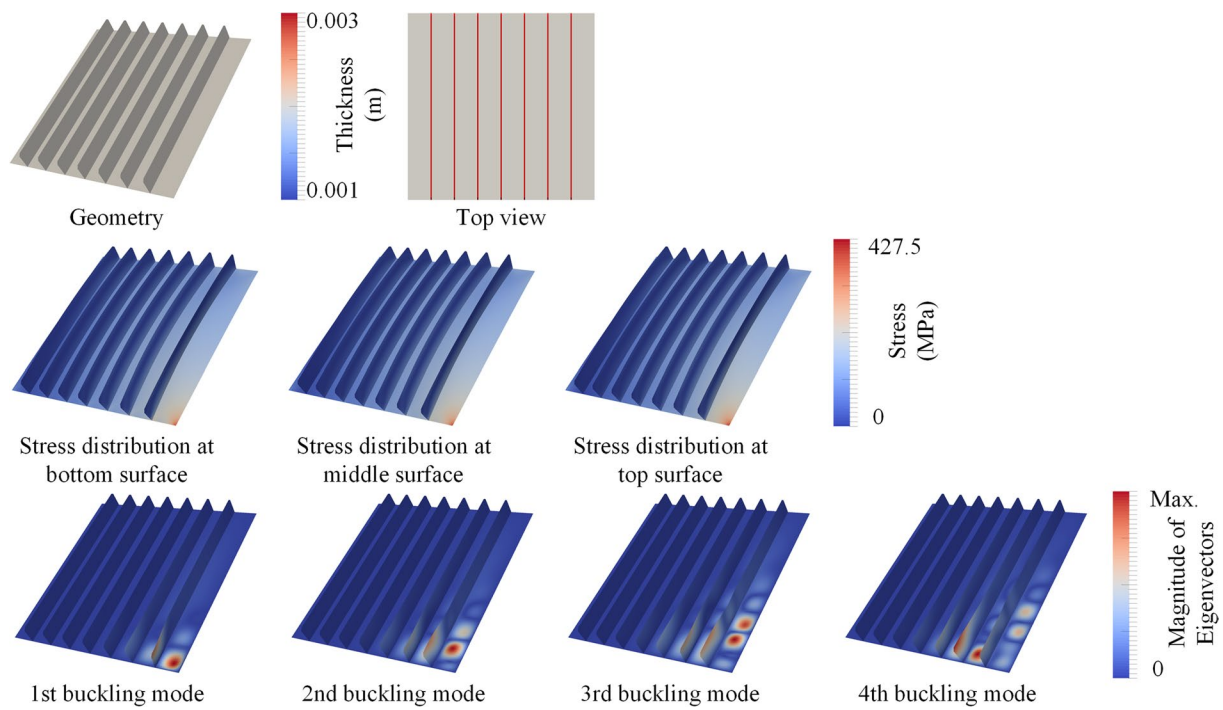 0.003
Thickness
(m)
0.001
Geometry
Top view
427.5
Stress
(MPa)
0
Stress distribution at
bottom surface
Stress distribution at
middle surface
Stress distribution at
top surface
Max.
Magnitude of
Eigenvectors
0
1st buckling mode
2nd buckling mode
3rd buckling mode
4th buckling mode